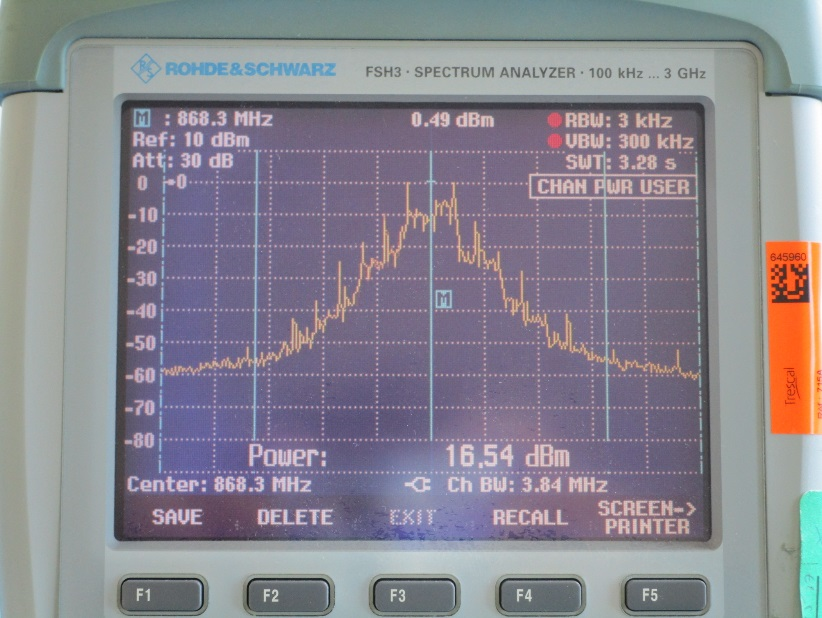 ROHDE&SCHWARZ FSH3 · SPECTRUM ANALYZER · 100 kHz ... 3 GHz
M : 868.3 MHz 0.49 dBm RBW: 3 kHz
Ref: 10 dBm VBW: 300 kHz
Att: 30 dB SWT: 3.28 s
0 0 CHAN PWR USER
-10
-20
-30
M
-40
-50
-60
-70
-80
Power: 16.54 dBm
Center: 868.3 MHz Ch BW: 3.84 MHz
SAVE DELETE EXIT RECALL SCREEN->
PRINTER
F1 F2 F3 F4 F5
645960
Trescal